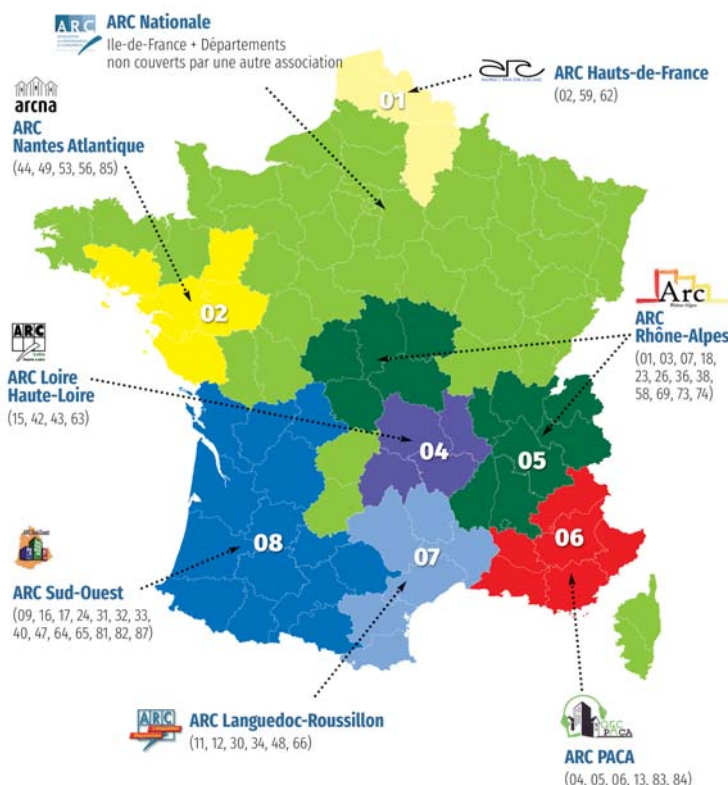 ARC
ARC Nationale
Ile-de-France + Départements
non couverts par une autre association
arc
ARC Hauts-de-France
(02, 59, 62)
arcna
ARC
Nantes Atlantique
(44, 49, 53, 56, 85)
01
02
Arc
ARC
Rhône-Alpes
(01, 03, 07, 18,
23, 26, 36, 38,
58, 69, 73, 74)
ARC
ARC Loire
Haute-Loire
(15, 42, 43, 63)
04
05
06
07
08
ARC Sud-Ouest
(09, 16, 17, 24, 31, 32, 33,
40, 47, 64, 65, 81, 82, 87)
ARC
ARC Languedoc-Roussillon
(11, 12, 30, 34, 48, 66)
PACA
ARC PACA
(04, 05, 06, 13, 83, 84)